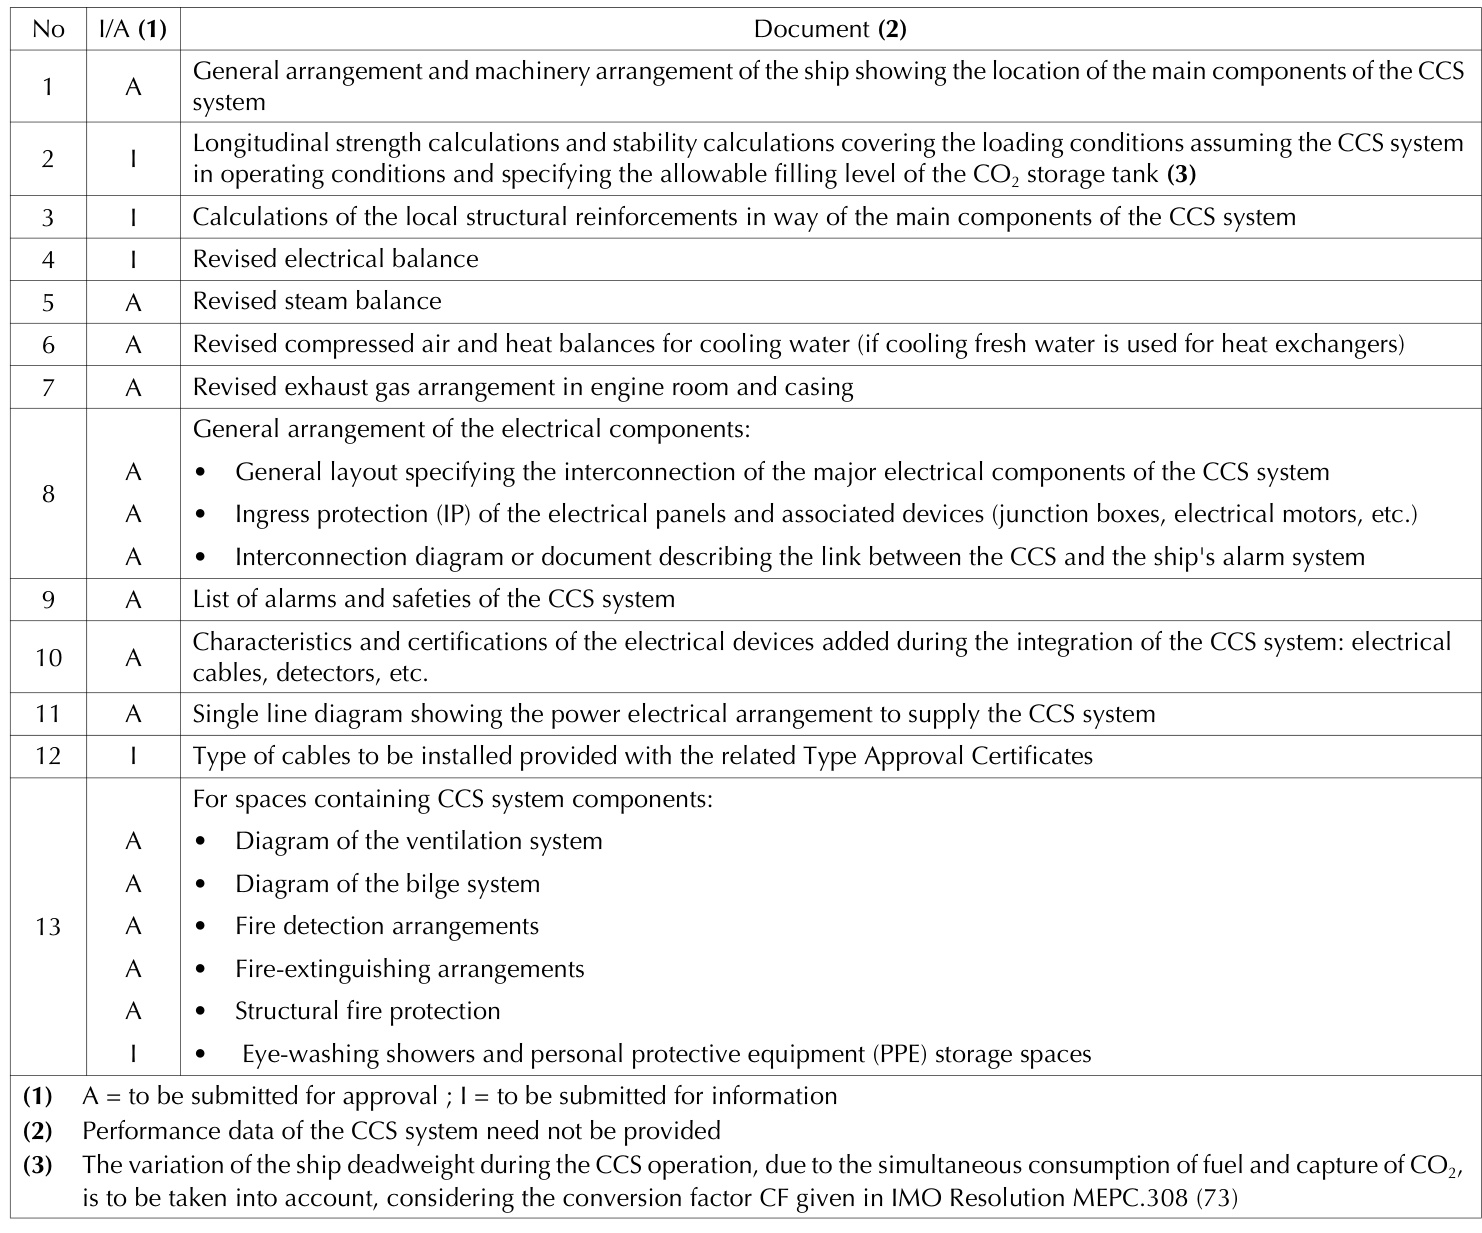 No I/A (1) Document (2)
1 A General arrangement and machinery arrangement of the ship showing the location of the main components of the CCS
system
2 I Longitudinal strength calculations and stability calculations covering the loading conditions assuming the CCS system
in operating conditions and specifying the allowable filling level of the CO₂ storage tank (3)
3 I Calculations of the local structural reinforcements in way of the main components of the CCS system
4 I Revised electrical balance
5 A Revised steam balance
6 A Revised compressed air and heat balances for cooling water (if cooling fresh water is used for heat exchangers)
7 A Revised exhaust gas arrangement in engine room and casing
8 General arrangement of the electrical components:
A • General layout specifying the interconnection of the major electrical components of the CCS system
A • Ingress protection (IP) of the electrical panels and associated devices (junction boxes, electrical motors, etc.)
A • Interconnection diagram or document describing the link between the CCS and the ship's alarm system
9 A List of alarms and safeties of the CCS system
10 A Characteristics and certifications of the electrical devices added during the integration of the CCS system: electrical
cables, detectors, etc.
11 A Single line diagram showing the power electrical arrangement to supply the CCS system
12 I Type of cables to be installed provided with the related Type Approval Certificates
13 For spaces containing CCS system components:
A • Diagram of the ventilation system
A • Diagram of the bilge system
A • Fire detection arrangements
A • Fire-extinguishing arrangements
A • Structural fire protection
I • Eye-washing showers and personal protective equipment (PPE) storage spaces
(1) A = to be submitted for approval ; I = to be submitted for information
(2) Performance data of the CCS system need not be provided
(3) The variation of the ship deadweight during the CCS operation, due to the simultaneous consumption of fuel and capture of CO₂,
is to be taken into account, considering the conversion factor CF given in IMO Resolution MEPC.308 (73)